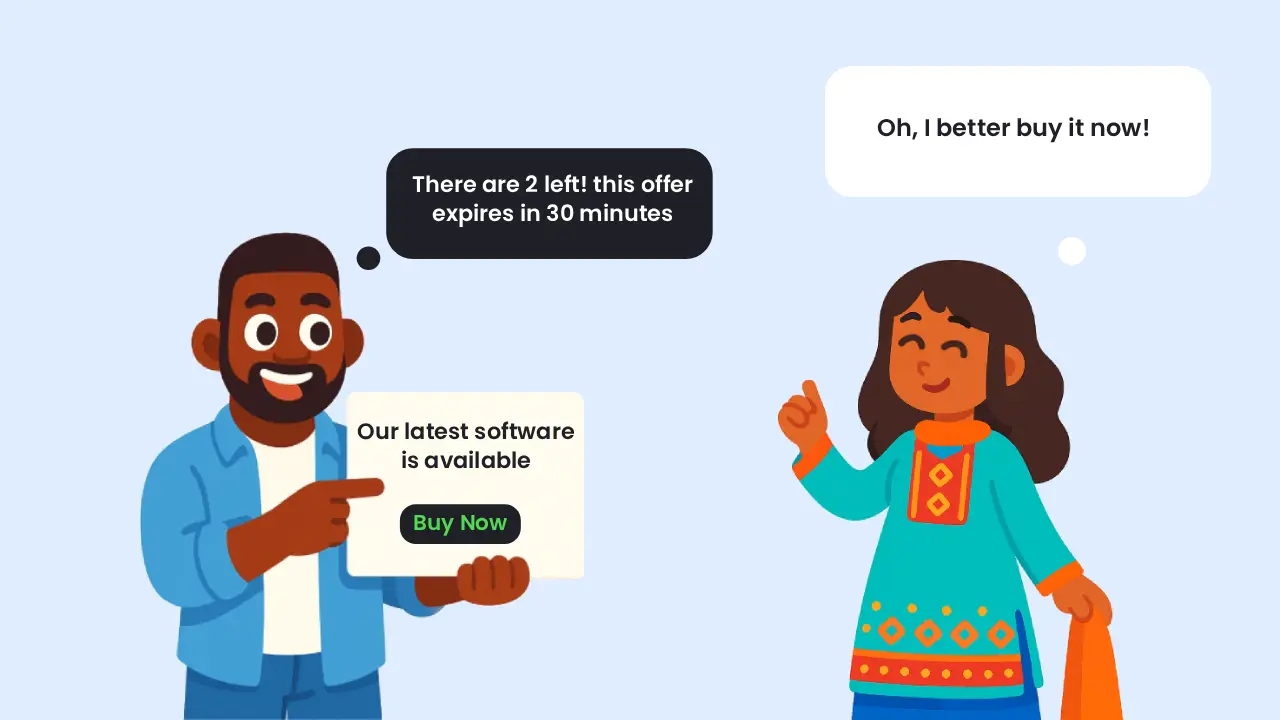 There are 2 left! this offer
expires in 30 minutes
Oh, I better buy it now!
Our latest software
is available
Buy Now